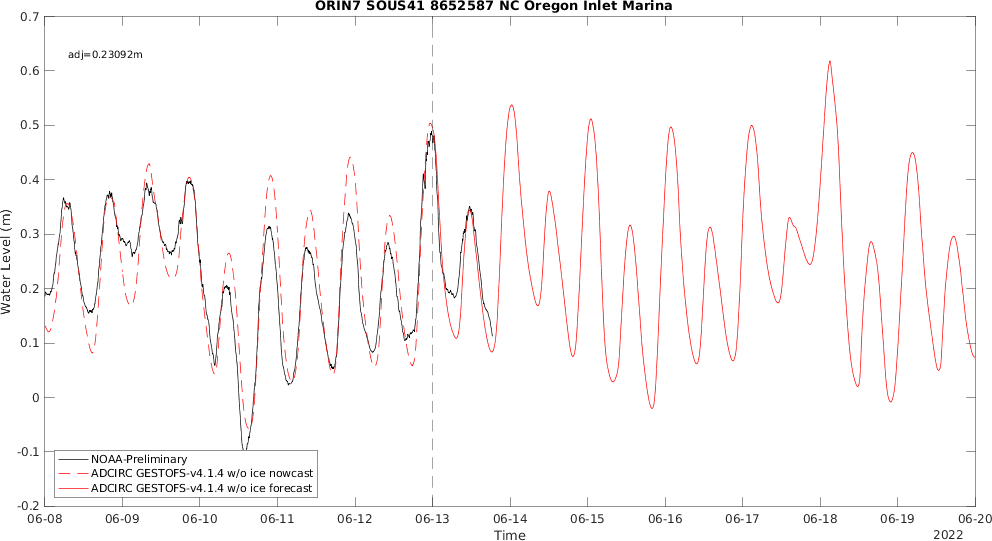 ORIN7 SOUS41 8652587 NC Oregon Inlet Marina
0.7
adj=0.23092m
0.6
0.5
0.4
0.3
0.2
0.1
0
-0.1
-0.2
Water Level (m)
NOAA-Preliminary
ADCIRC GESTOFS-v4.1.4 w/o ice nowcast
ADCIRC GESTOFS-v4.1.4 w/o ice forecast
06-08 06-09 06-10 06-11 06-12 06-13 06-14 06-15 06-16 06-17 06-18 06-19 06-20
Time
2022